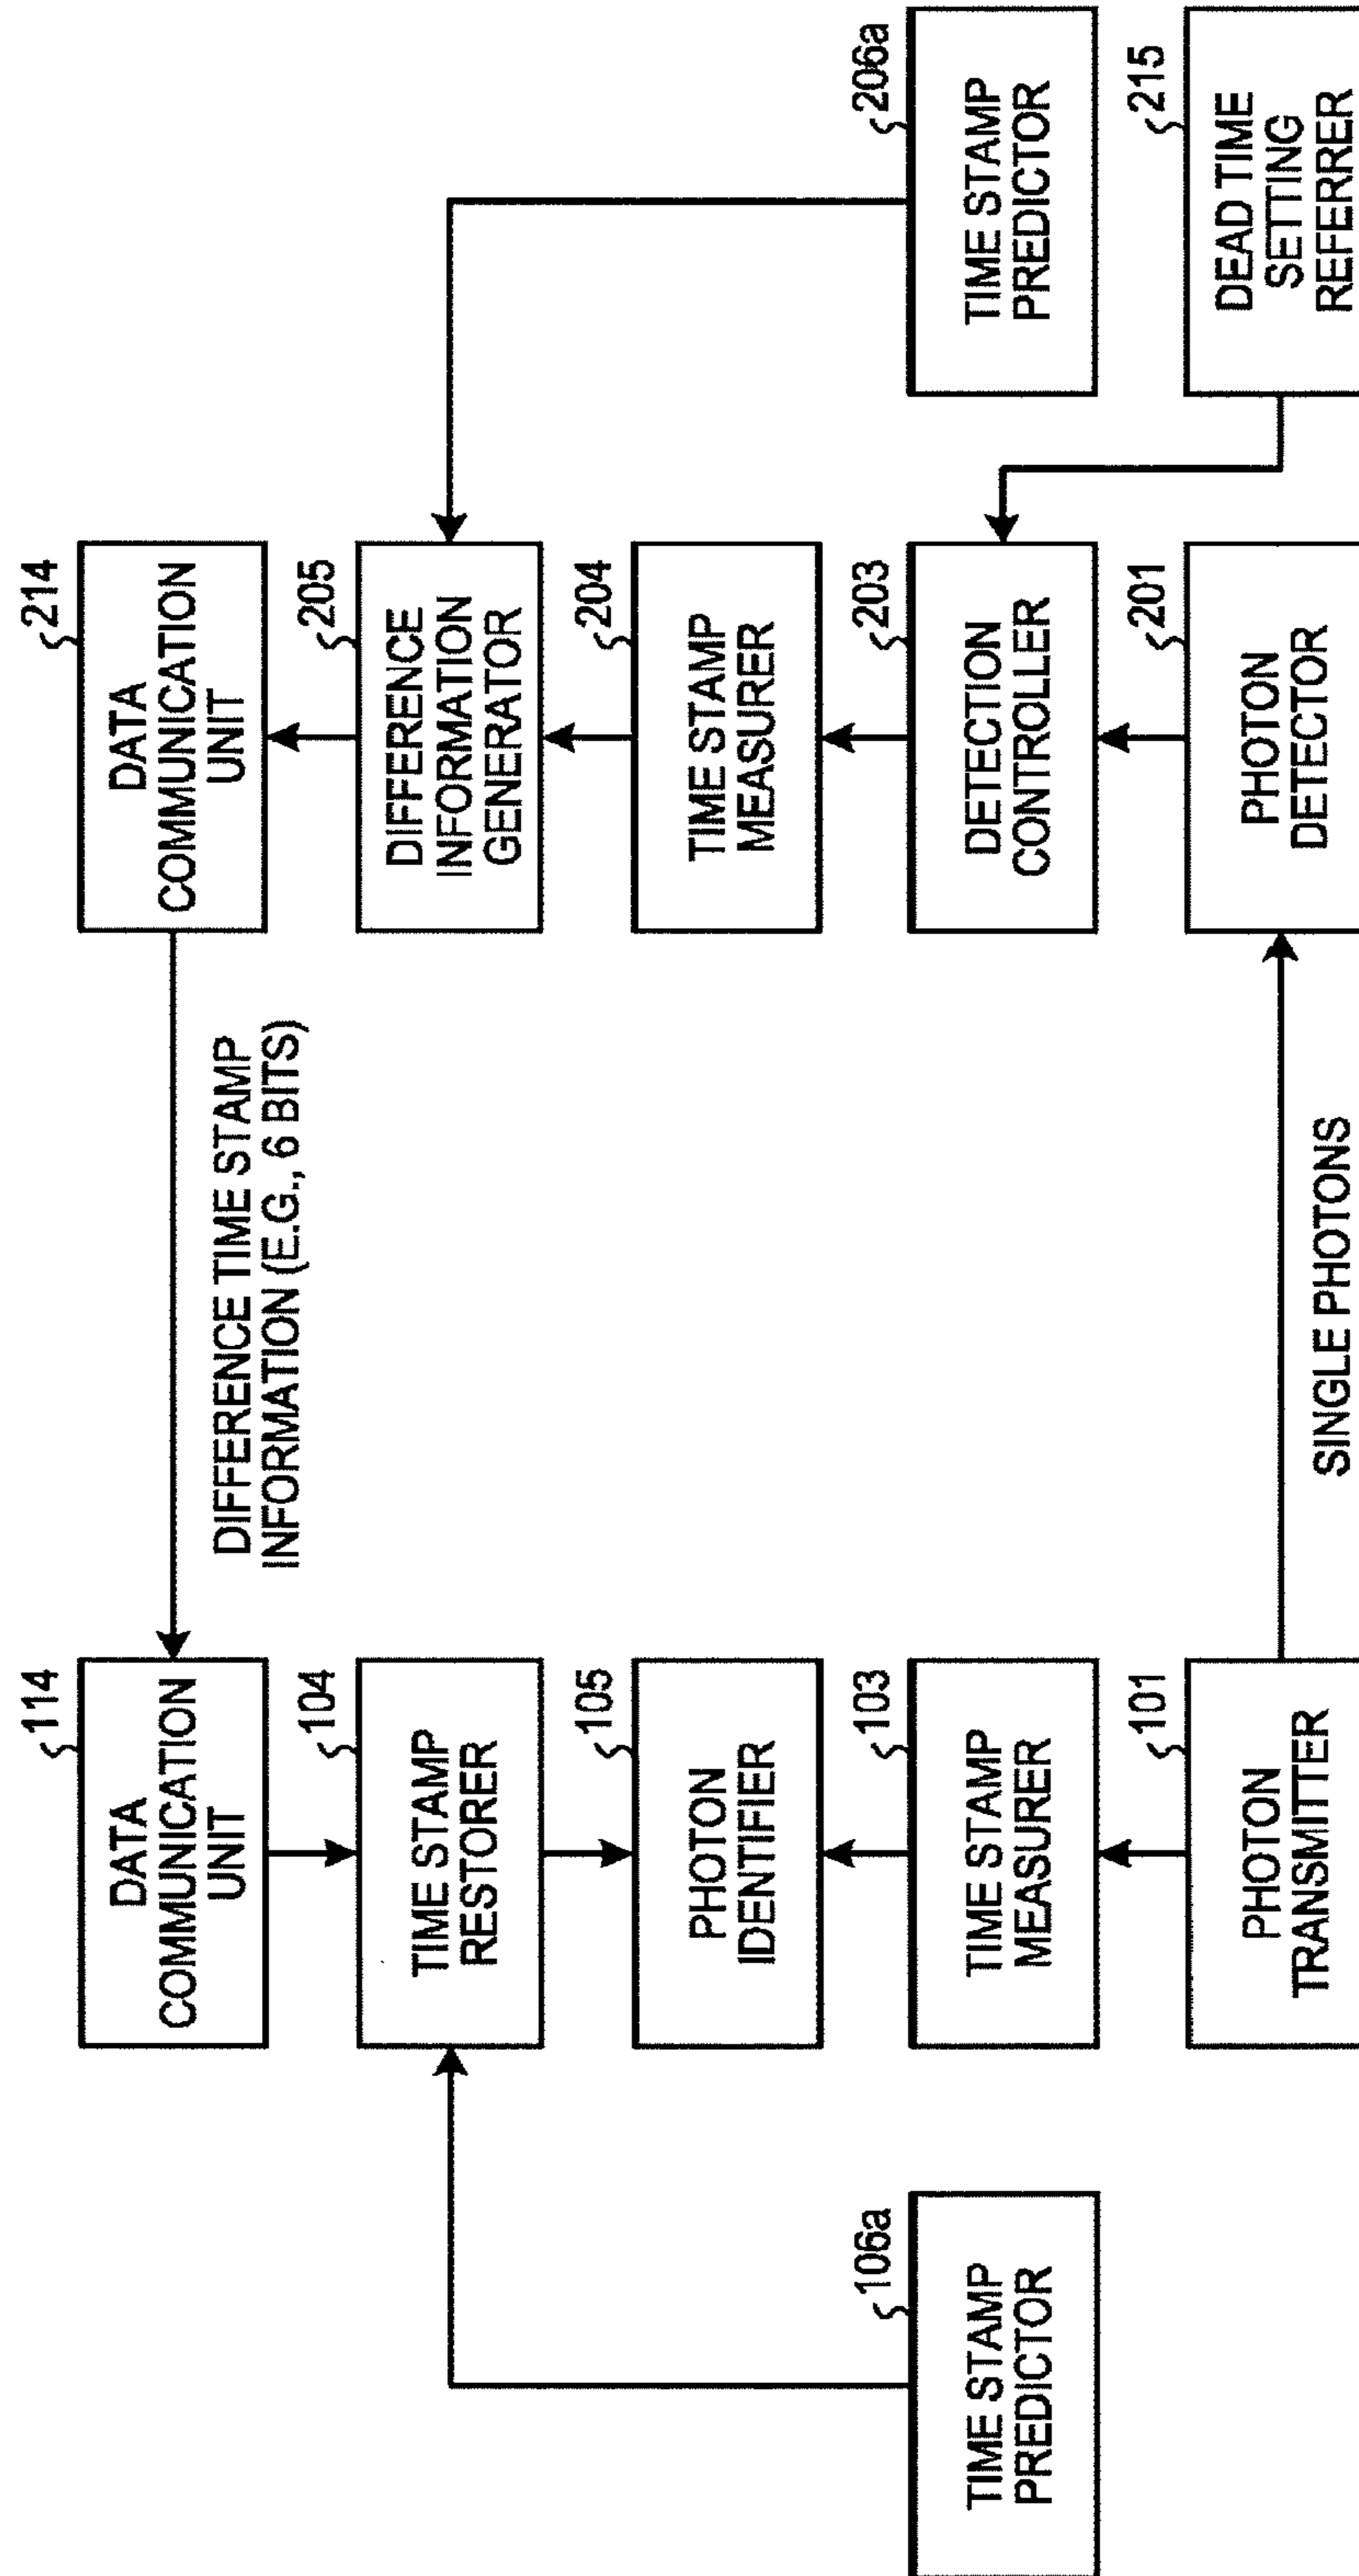 114
DATA
COMMUNICATION
UNIT
DIFFERENCE TIME STAMP
INFORMATION (E.G., 6 BITS)
214
DATA
COMMUNICATION
UNIT
104
TIME STAMP
RESTORER
205
DIFFERENCE
INFORMATION
GENERATOR
105
PHOTON
IDENTIFIER
204
TIME STAMP
MEASURER
106a
TIME STAMP
PREDICTOR
103
TIME STAMP
MEASURER
203
DETECTION
CONTROLLER
206a
TIME STAMP
PREDICTOR
101
PHOTON
TRANSMITTER
SINGLE PHOTONS
201
PHOTON
DETECTOR
215
DEAD TIME
SETTING
REFERRER